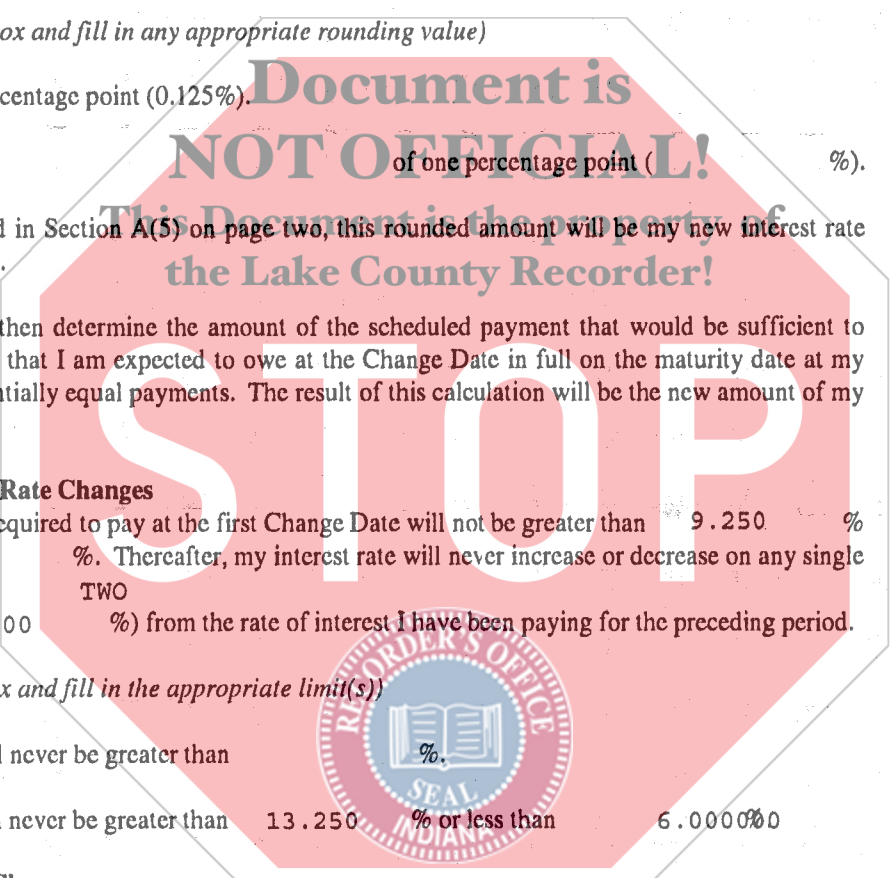 ox and fill in any appropriate rounding value)
centage point (0.125%).
Document is
NOT OFFICIAL!
of one percentage point ( %).
This Document is the property of
d in Section A(5) on page two, this rounded amount will be my new interest rate
.
the Lake County Recorder!
then determine the amount of the scheduled payment that would be sufficient to
that I am expected to owe at the Change Date in full on the maturity date at my
ntially equal payments. The result of this calculation will be the new amount of my
STOP
Rate Changes
equired to pay at the first Change Date will not be greater than 9.250 %
%. Thereafter, my interest rate will never increase or decrease on any single
TWO
00 %) from the rate of interest I have been paying for the preceding period.
RECORDER'S OFFICE
x and fill in the appropriate limit(s))
l never be greater than %.
SEAL
never be greater than 13.250 % or less than 6.000000 %
INDIANA